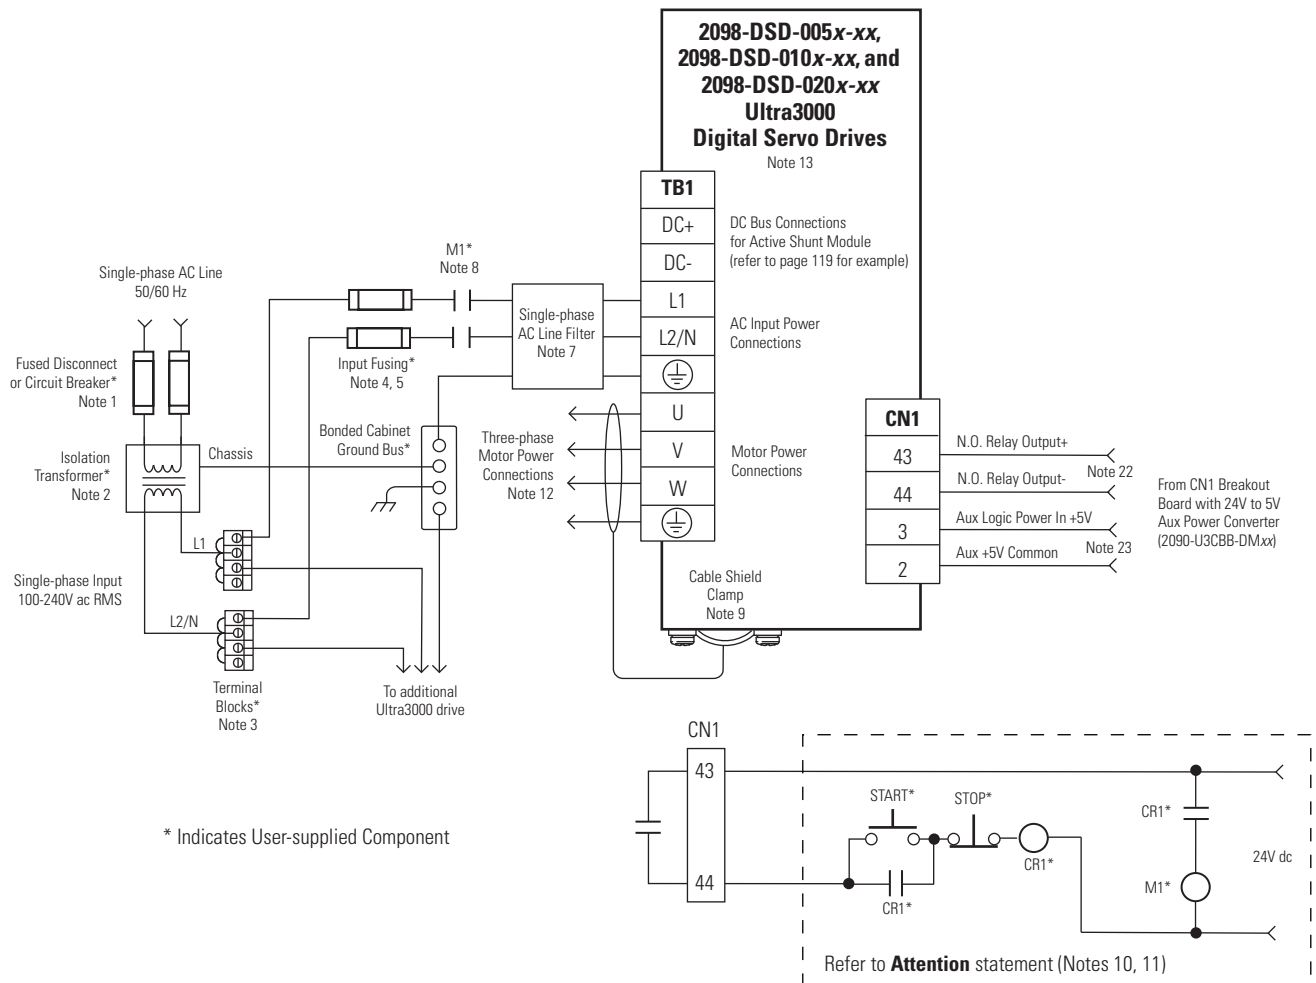 2098-DSD-005x-xx,
2098-DSD-010x-xx, and
2098-DSD-020x-xx
Ultra3000
Digital Servo Drives
Note 13
TB1
DC+
DC-
L1
L2/N
U
V
W
DC Bus Connections
for Active Shunt Module
(refer to page 119 for example)
AC Input Power
Connections
Motor Power
Connections
M1*
Note 8
Single-phase AC Line
50/60 Hz
Single-phase
AC Line Filter
Note 7
Fused Disconnect
or Circuit Breaker*
Note 1
Input Fusing*
Note 4, 5
Isolation
Transformer*
Note 2
Chassis
Bonded Cabinet
Ground Bus*
Three-phase
Motor Power
Connections
Note 12
CN1
43
44
3
2
N.O. Relay Output+
N.O. Relay Output-
Aux Logic Power In +5V
Aux +5V Common
Note 22
Note 23
From CN1 Breakout
Board with 24V to 5V
Aux Power Converter
(2090-U3CBB-DMxx)
L1
Single-phase Input
100-240V ac RMS
L2/N
Cable Shield
Clamp
Note 9
Terminal
Blocks*
Note 3
To additional
Ultra3000 drive
CN1
43
44
START*
STOP*
CR1*
CR1*
CR1*
M1*
24V dc
* Indicates User-supplied Component
Refer to Attention statement (Notes 10, 11)